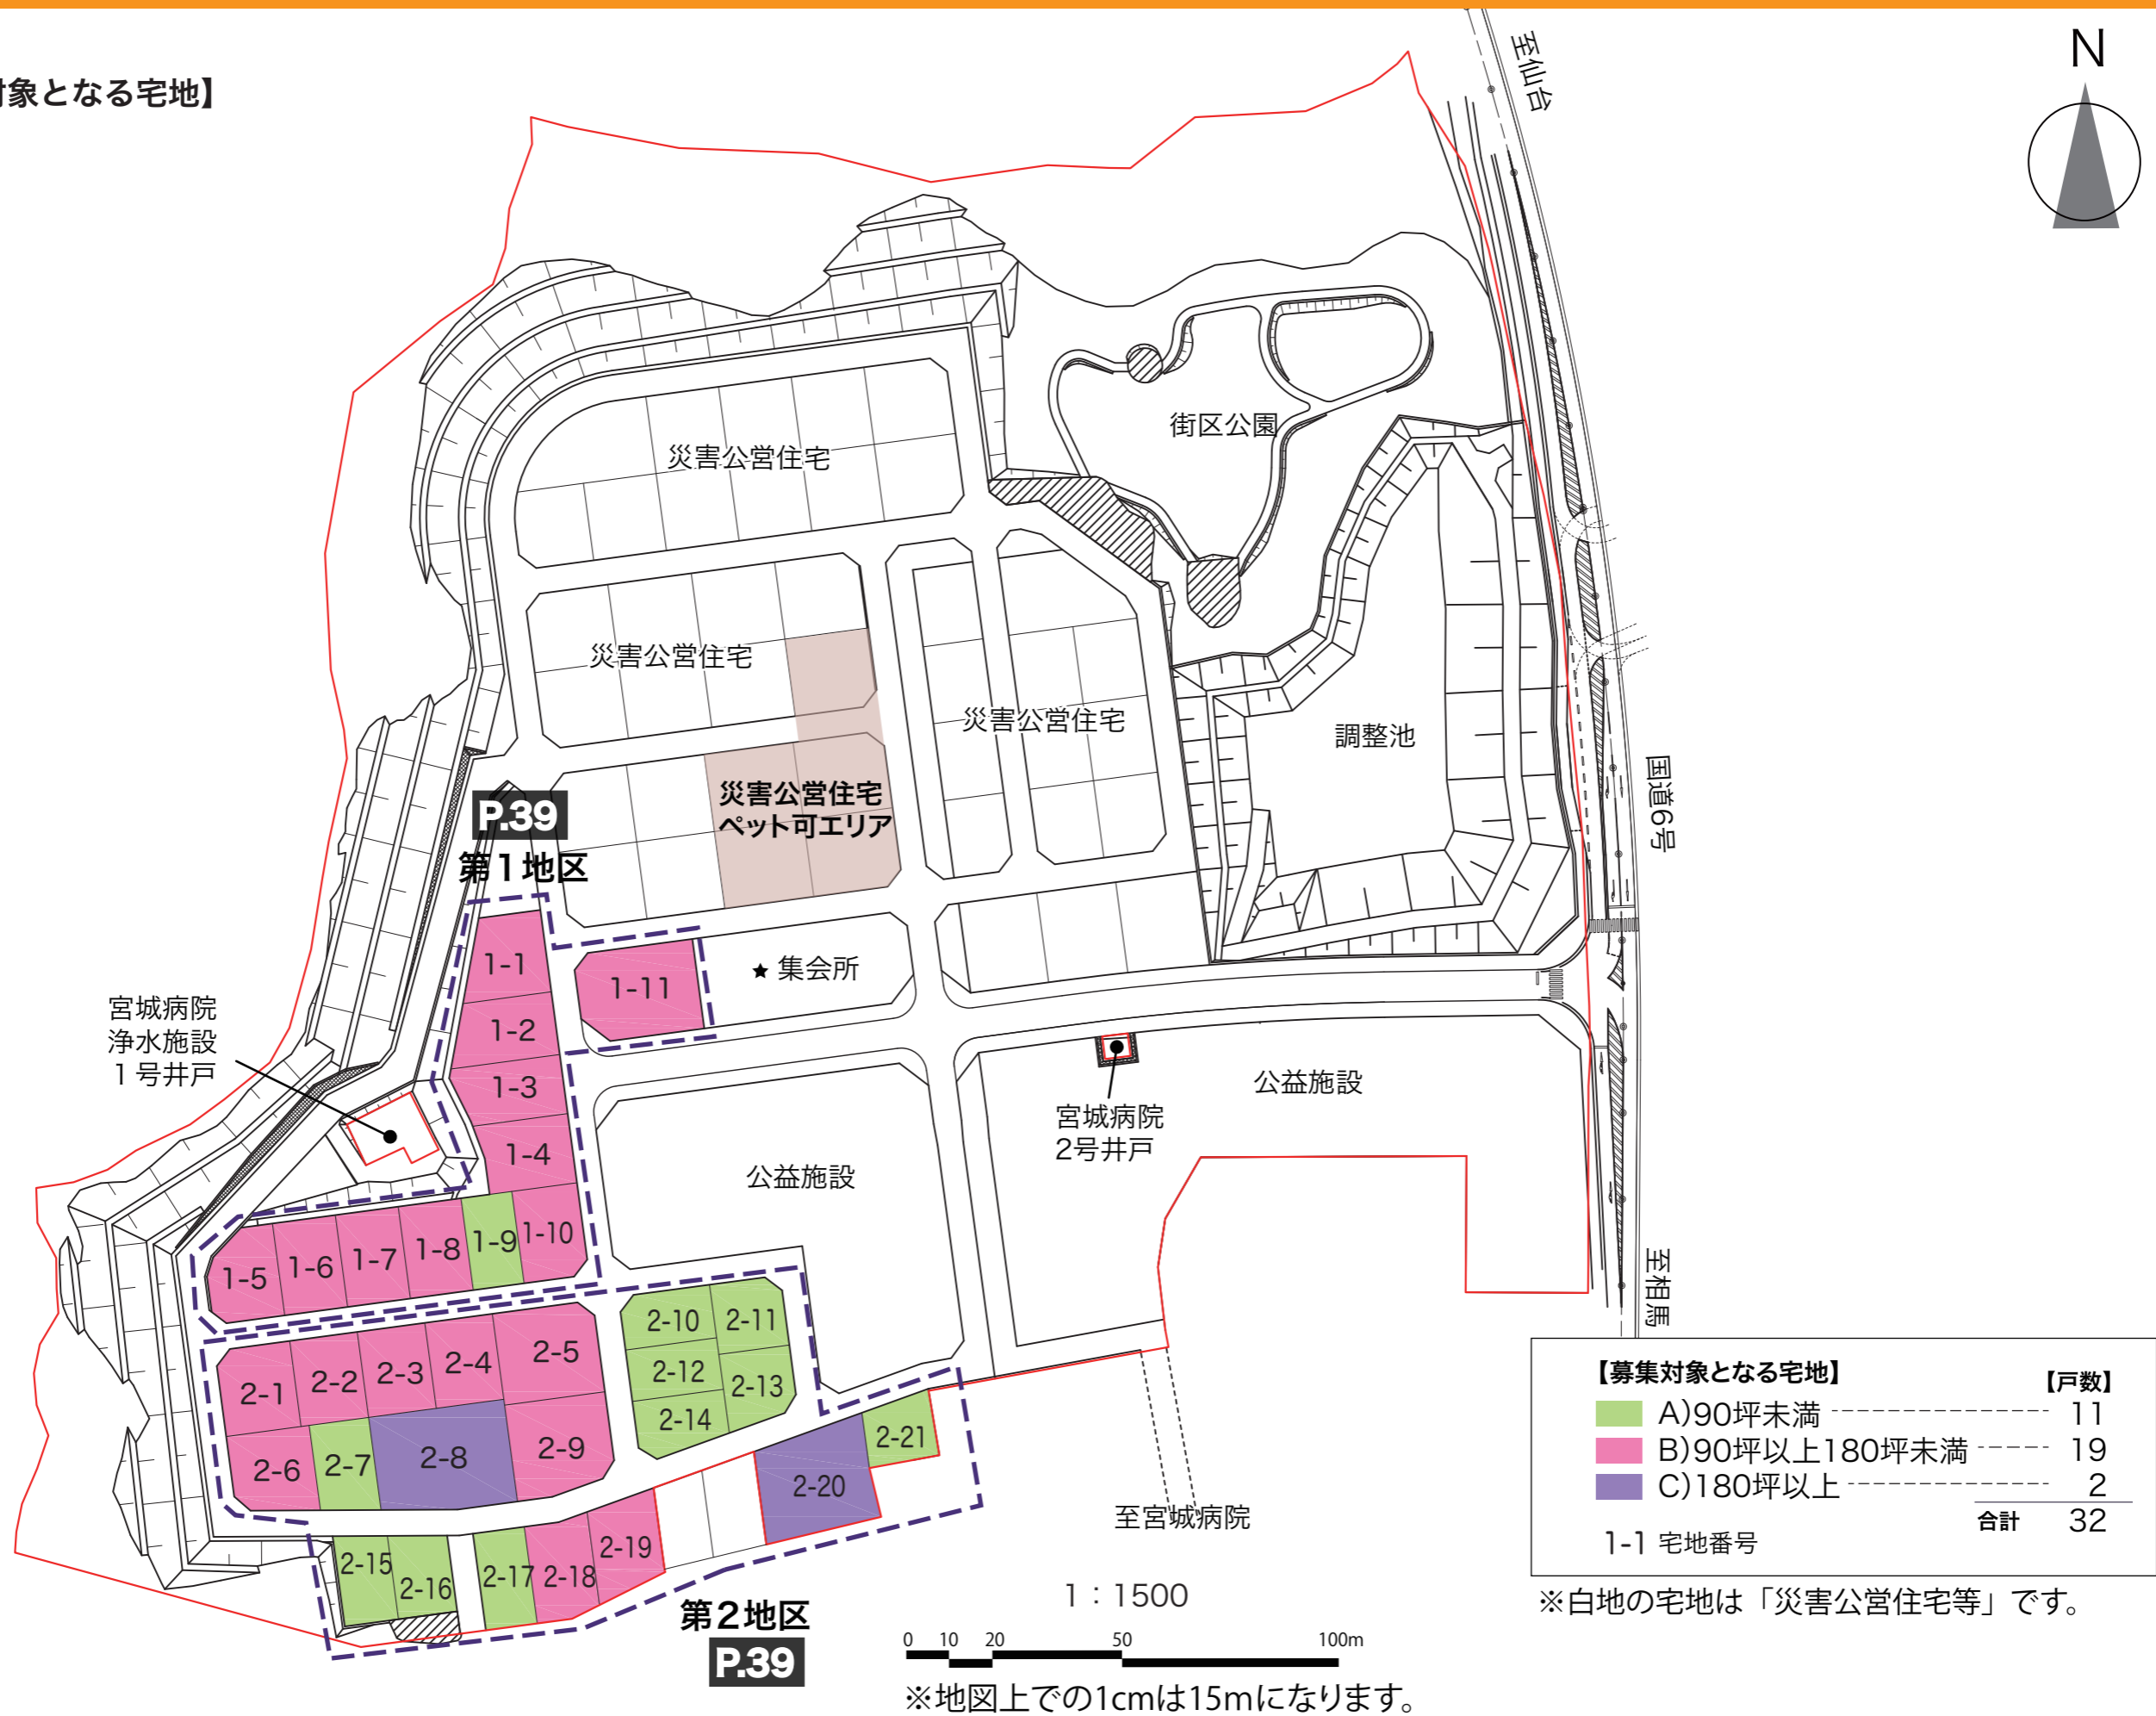 対象となる宅地】
N
至仙台
街区公園
災害公営住宅
災害公営住宅
災害公営住宅
調整池
国道6号
災害公営住宅
ペット可エリア
P.39
第1地区
1-1
1-2
1-3
1-4
1-11
★ 集会所
宮城病院
浄水施設
1号井戸
宮城病院
2号井戸
公益施設
公益施設
1-5
1-6
1-7
1-8
1-9
1-10
至相馬
2-1
2-2
2-3
2-4
2-5
2-6
2-7
2-8
2-9
2-10
2-11
2-12
2-13
2-14
2-15
2-16
2-17
2-18
2-19
2-20
2-21
至宮城病院
第2地区
P.39
1：1500
0 10 20 50 100m
※地図上での1cmは15mになります。
【募集対象となる宅地】
【戸数】
A)90坪未満 11
B)90坪以上180坪未満 19
C)180坪以上 2
合計 32
1-1 宅地番号
※白地の宅地は「災害公営住宅等」です。